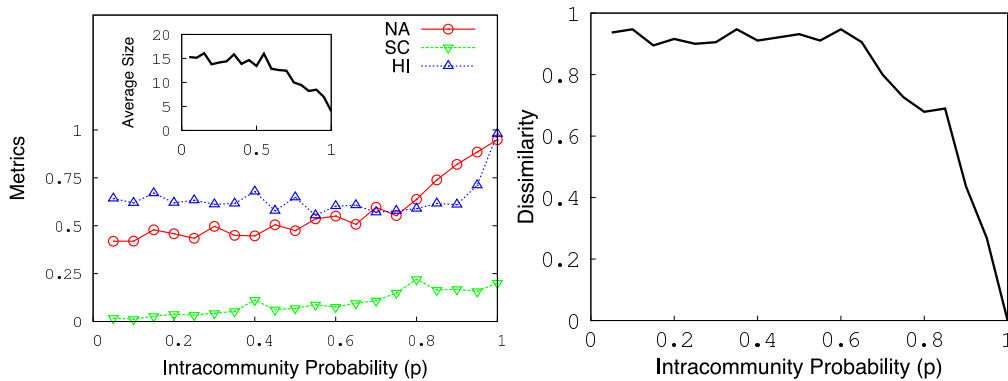 NA
SC
HI
Average Size
20
15
10
5
0
0 0.5 1
Metrics
1
0.75
0.5
0.25
0
0 0.2 0.4 0.6 0.8 1
Intracommunity Probability (p)
Dissimilarity
1
0.8
0.6
0.4
0.2
0
0 0.2 0.4 0.6 0.8 1
Intracommunity Probability (p)